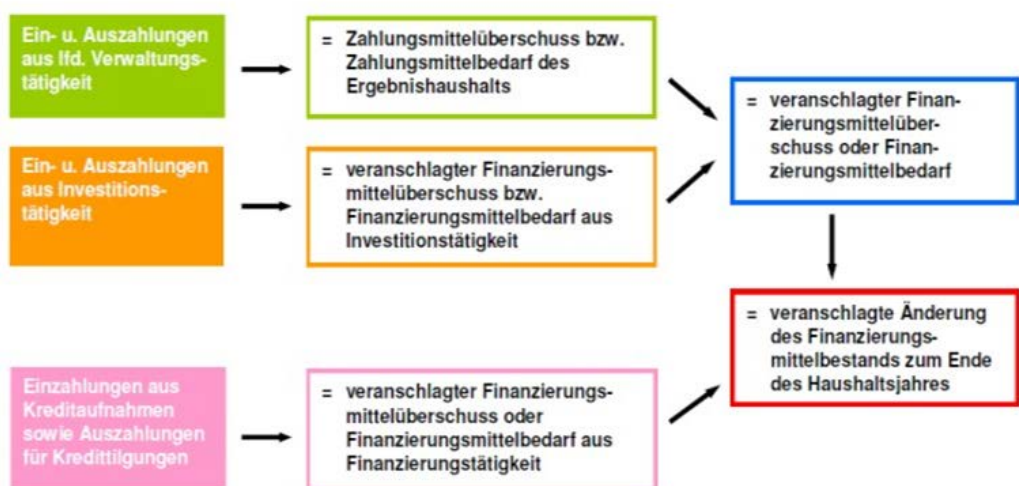 Ein- u. Auszahlungen
aus lfd. Verwaltungs-
tätigkeit
= Zahlungsmittelüberschuss bzw.
Zahlungsmittelbedarf des
Ergebnishaushalts
= veranschlagter Finan-
zierungsmittelüber-
schuss oder Finan-
zierungsmittelbedarf
Ein- u. Auszahlungen
aus Investitions-
tätigkeit
= veranschlagter Finanzierungs-
mittelüberschuss bzw.
Finanzierungsmittelbedarf aus
Investitionstätigkeit
= veranschlagte Änderung
des Finanzierungs-
mittelbestands zum Ende
des Haushaltsjahres
Einzahlungen aus
Kreditaufnahmen
sowie Auszahlungen
für Kredittilgungen
= veranschlagter Finanzierungs-
mittelüberschuss oder
Finanzierungsmittelbedarf aus
Finanzierungstätigkeit